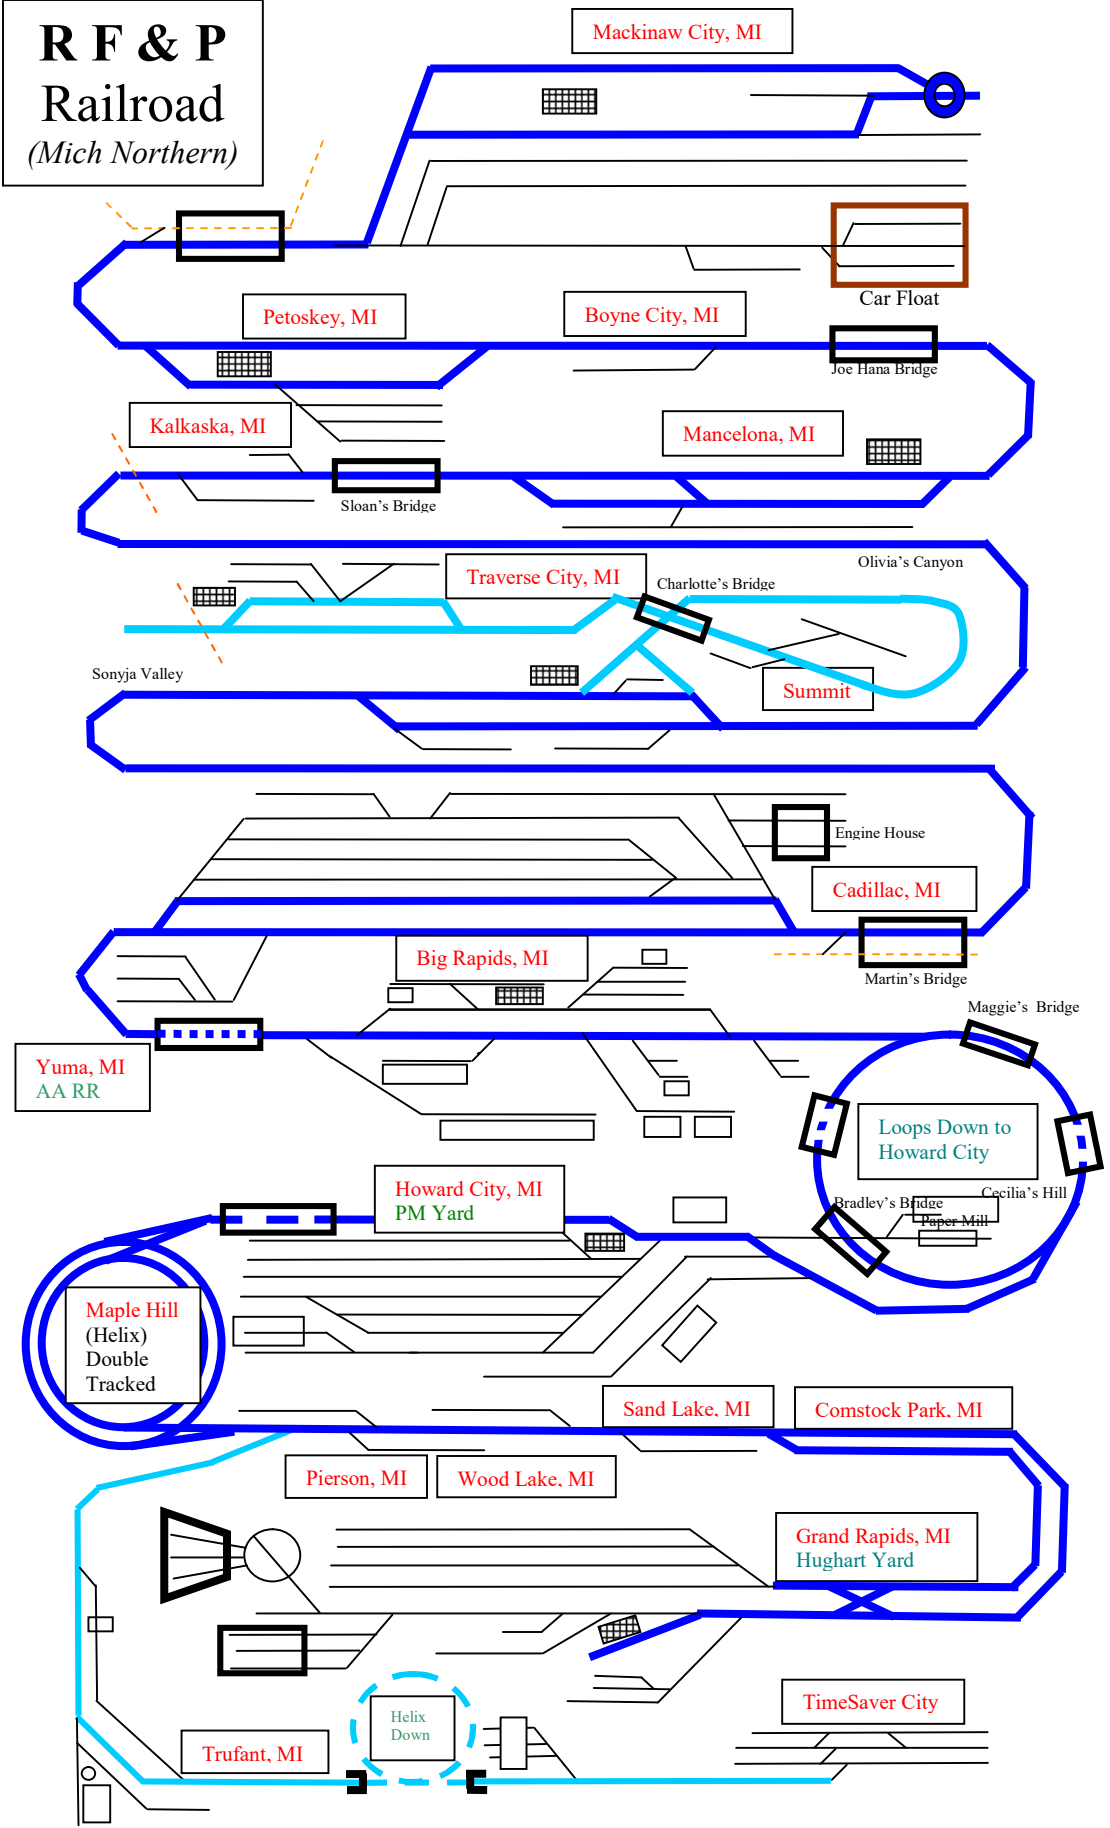 R F & P
Railroad
(Mich Northern)
Mackinaw City, MI
Car Float
Petoskey, MI
Boyne City, MI
Joe Hana Bridge
Kalkaska, MI
Mancelona, MI
Sloan's Bridge
Olivia's Canyon
Traverse City, MI
Charlotte's Bridge
Sonyja Valley
Summit
Engine House
Cadillac, MI
Big Rapids, MI
Martin's Bridge
Maggie's Bridge
Yuma, MI
AA RR
Loops Down to
Howard City
Cecilia's Hill
Bradley's Bridge
Paper Mill
Howard City, MI
PM Yard
Maple Hill
(Helix)
Double
Tracked
Sand Lake, MI
Comstock Park, MI
Pierson, MI
Wood Lake, MI
Grand Rapids, MI
Hughart Yard
TimeSaver City
Helix
Down
Trufant, MI